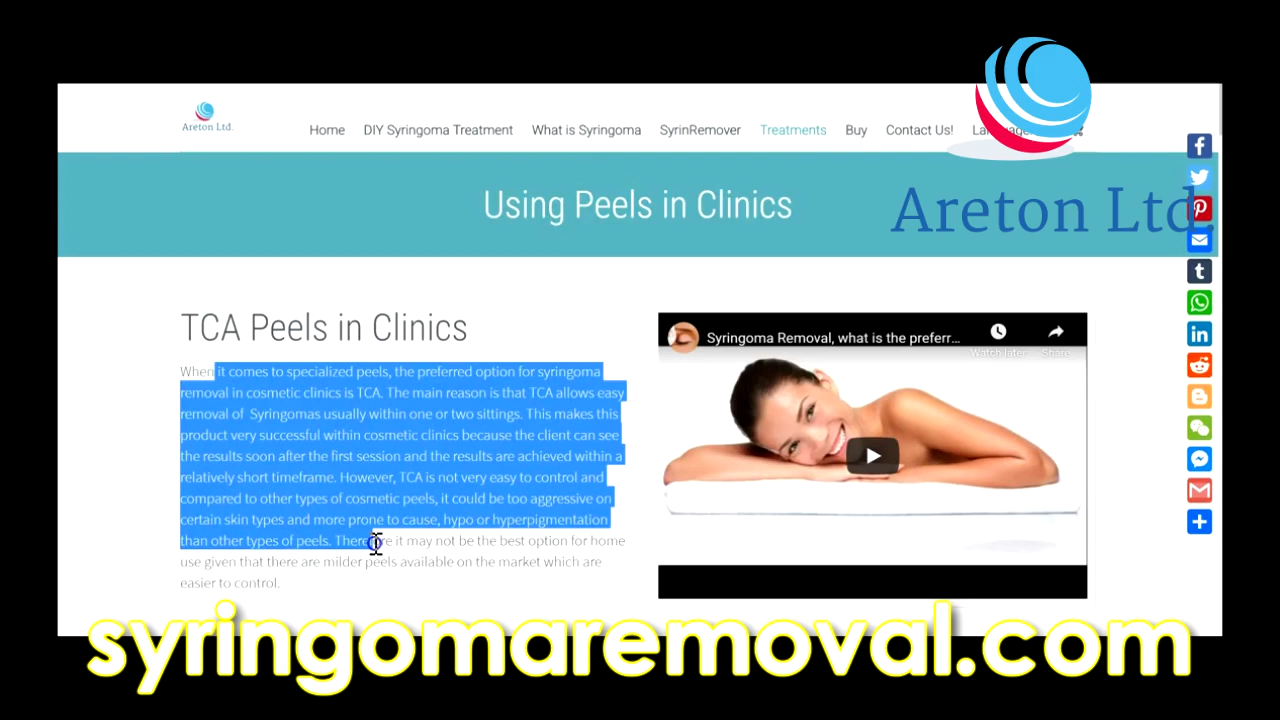 Areton Ltd.
Home DIY Syringoma Treatment What is Syringoma SyrinRemover Treatments Buy Contact Us!
Using Peels in Clinics
Areton Ltd.
TCA Peels in Clinics
When it comes to specialized peels, the preferred option for syringoma
removal in cosmetic clinics is TCA. The main reason is that TCA allows easy
removal of Syringomas usually within one or two sittings. This makes this
product very successful within cosmetic clinics because the client can see
the results soon after the first session and the results are achieved within a
relatively short timeframe. However, TCA is not very easy to control and
compared to other types of cosmetic peels, it could be too aggressive on
certain skin types and more prone to cause, hypo or hyperpigmentation
than other types of peels. Therefore it may not be the best option for home
use given that there are milder peels available on the market which are
easier to control.
Syringoma Removal, what is the preferr...
Watch later Share
syringomaremoval.com